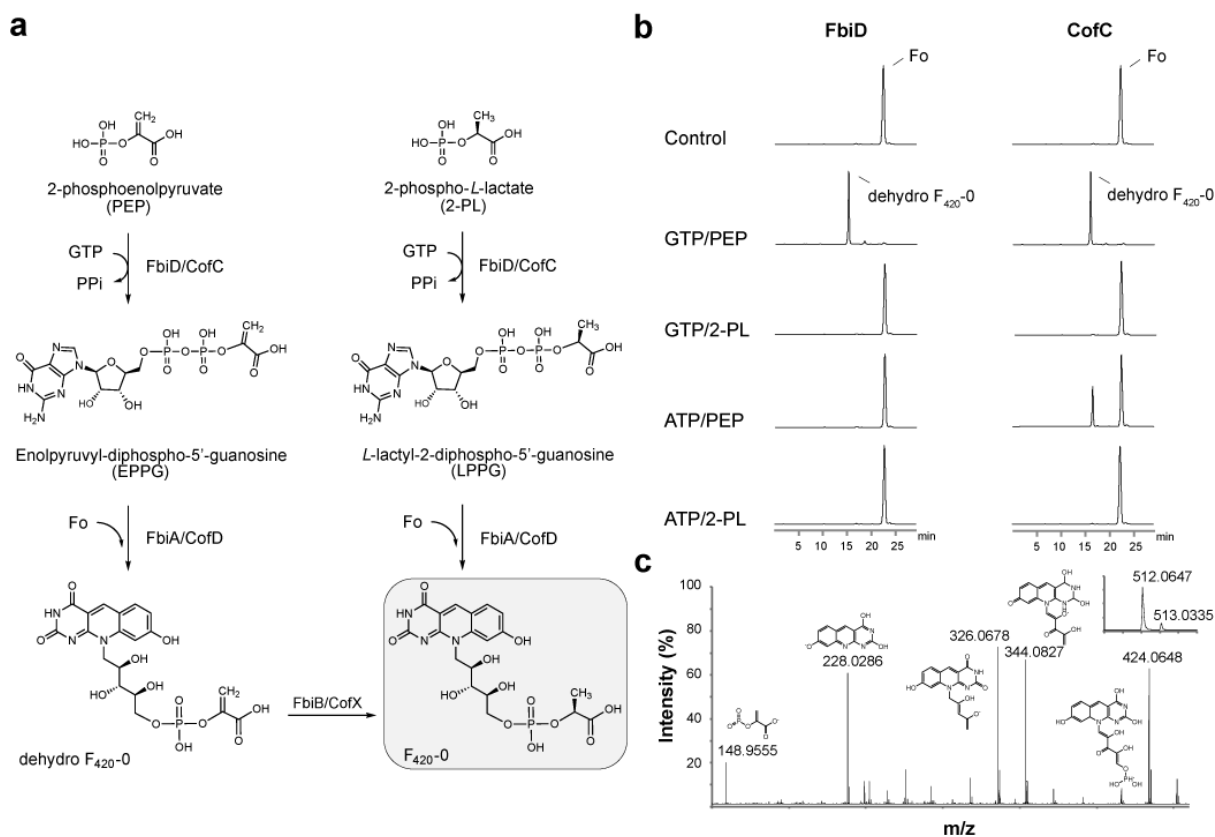 a
2-phosphoenolpyruvate
(PEP)
2-phospho-L-lactate
(2-PL)
GTP
PPi
FbiD/CofC
GTP
PPi
FbiD/CofC
Enolpyruvyl-diphospho-5'-guanosine
(EPPG)
L-lactyl-2-diphospho-5'-guanosine
(LPPG)
Fo
FbiA/CofD
Fo
FbiA/CofD
dehydro F420-0
FbiB/CofX
F420-0
b
FbiD
CofC
Fo
Fo
Control
dehydro F420-0
dehydro F420-0
GTP/PEP
GTP/2-PL
ATP/PEP
ATP/2-PL
5 10 15 20 25 min
5 10 15 20 25 min
c
Intensity (%)
100
80
60
40
20
148.9555
228.0286
326.0678
344.0827
424.0648
512.0647
513.0335
m/z